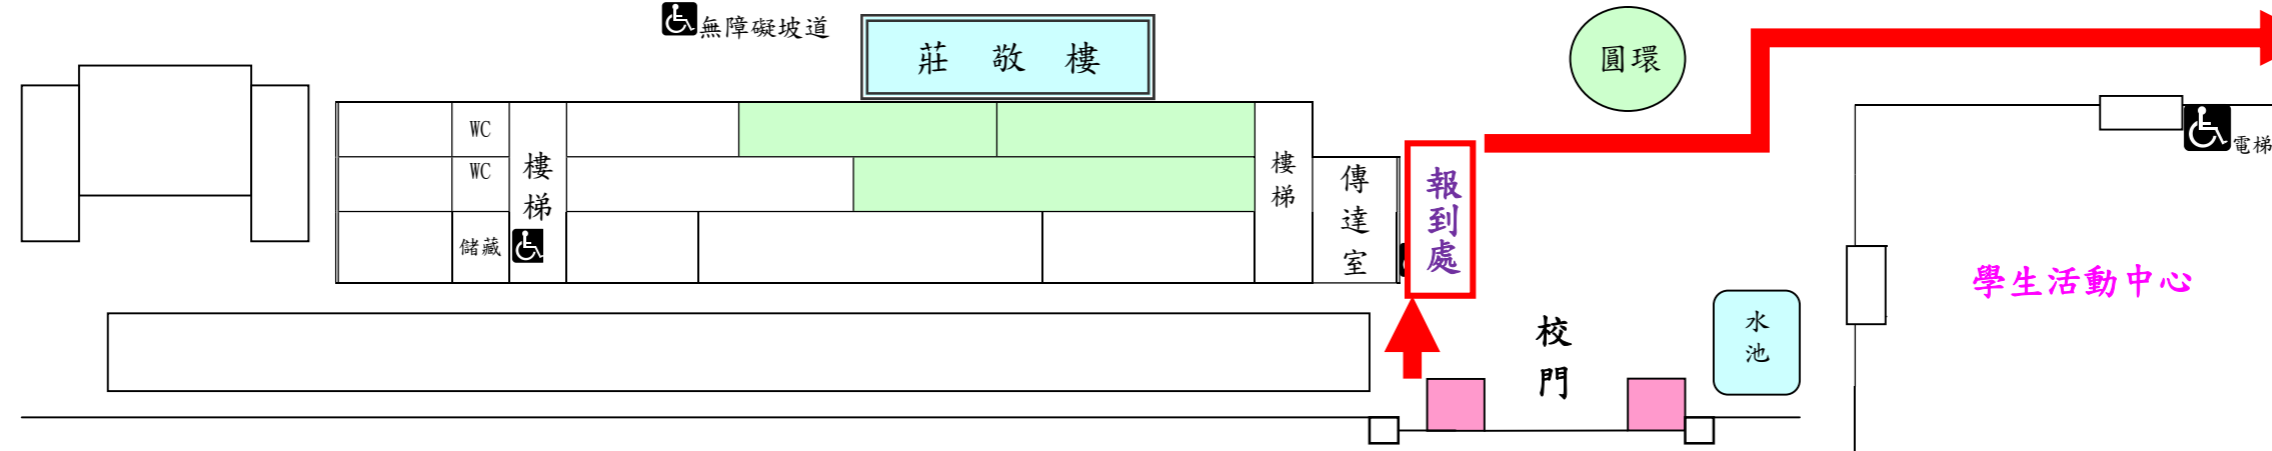 無障礙坡道
莊敬樓
圓環
電梯
WC
WC
儲藏
樓梯
樓梯
傳達室
報到處
校門
水池
學生活動中心